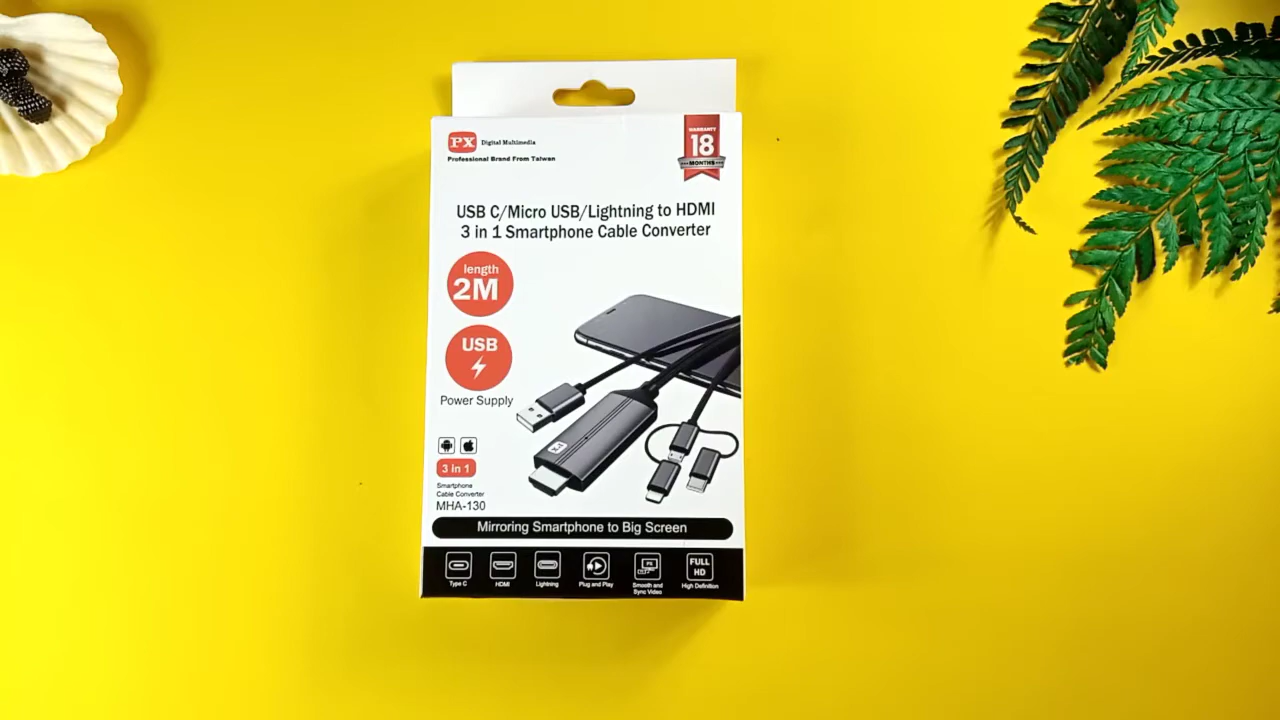 PX Digital Multimedia
Professional Brand From Taiwan
WARRANTY
18
MONTHS
USB C/Micro USB/Lightning to HDMI
3 in 1 Smartphone Cable Converter
length
2M
USB
Power Supply
PX
3 in 1
Smartphone
Cable Converter
MHA-130
Mirroring Smartphone to Big Screen
FULL
HD
Type C
HDMI
Lightning
Plug and Play
Smooth and
Sync Video
High Definition